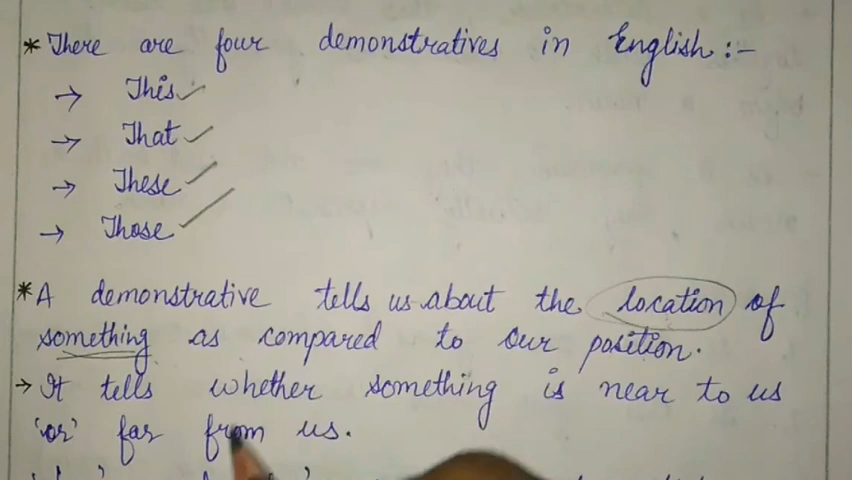 * There are four demonstratives in English :-
→ This
→ That
→ These
→ Those
* A demonstrative tells us about the location of
something as compared to our position.
→ It tells whether something is near to us
'or' far from us.